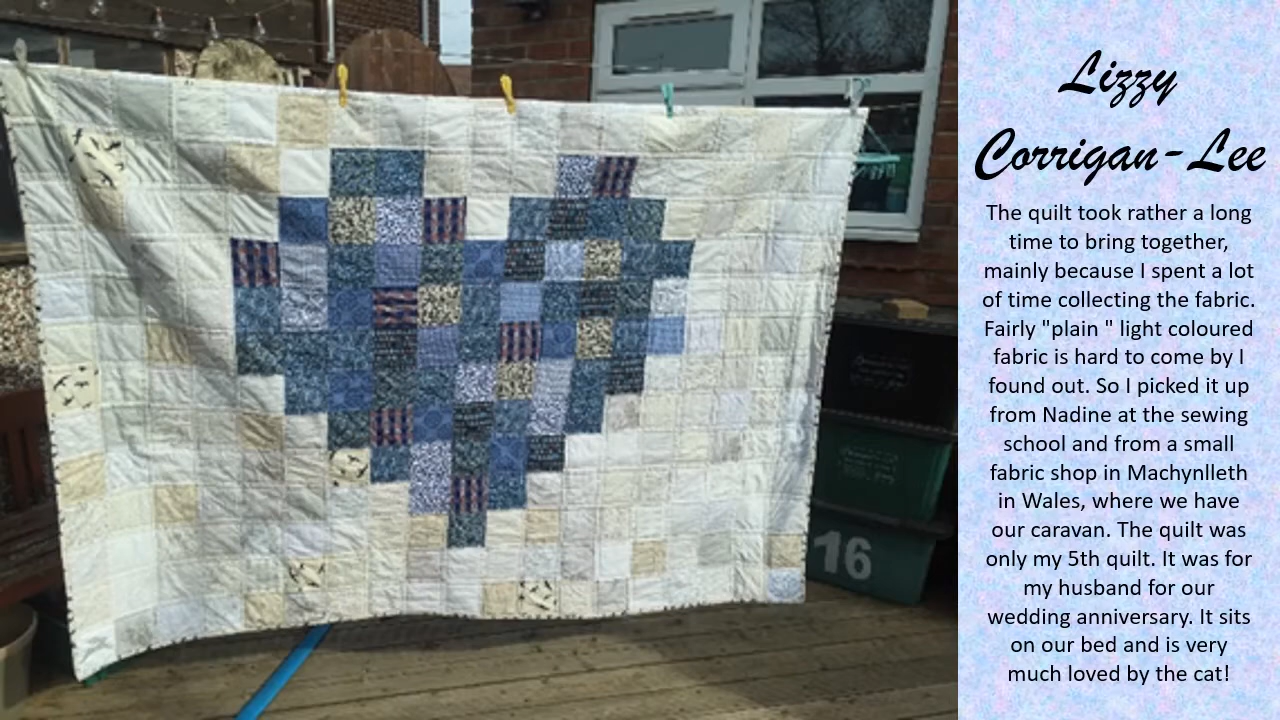 Lizzy
Corrigan-Lee
The quilt took rather a long
time to bring together,
mainly because I spent a lot
of time collecting the fabric.
Fairly "plain " light coloured
fabric is hard to come by I
found out. So I picked it up
from Nadine at the sewing
school and from a small
fabric shop in Machynlleth
in Wales, where we have
our caravan. The quilt was
only my 5th quilt. It was for
my husband for our
wedding anniversary. It sits
on our bed and is very
much loved by the cat!
16